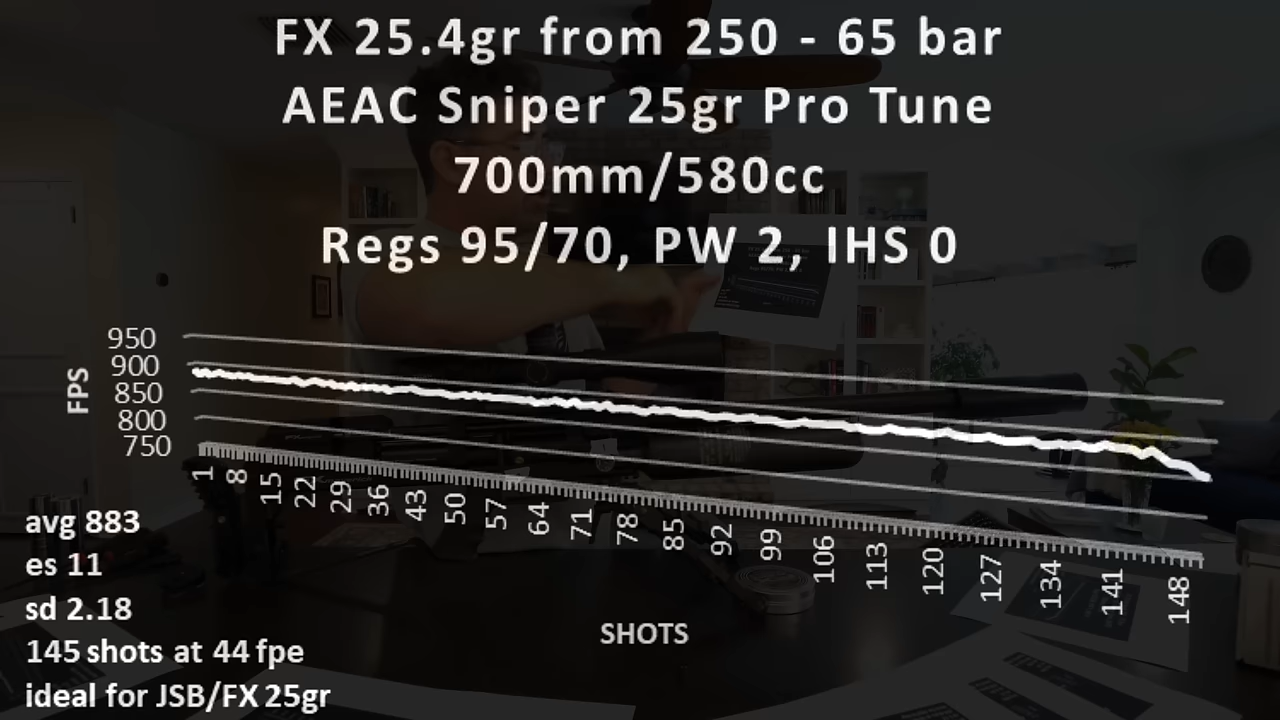 FX 25.4gr from 250 - 65 bar
AEAC Sniper 25gr Pro Tune
700mm/580cc
Regs 95/70, PW 2, IHS 0
950
900
850
800
750
FPS
1 8 15 22 29 36 43 50 57 64 71 78 85 92 99 106 113 120 127 134 141 148
SHOTS
avg 883
es 11
sd 2.18
145 shots at 44 fpe
ideal for JSB/FX 25gr